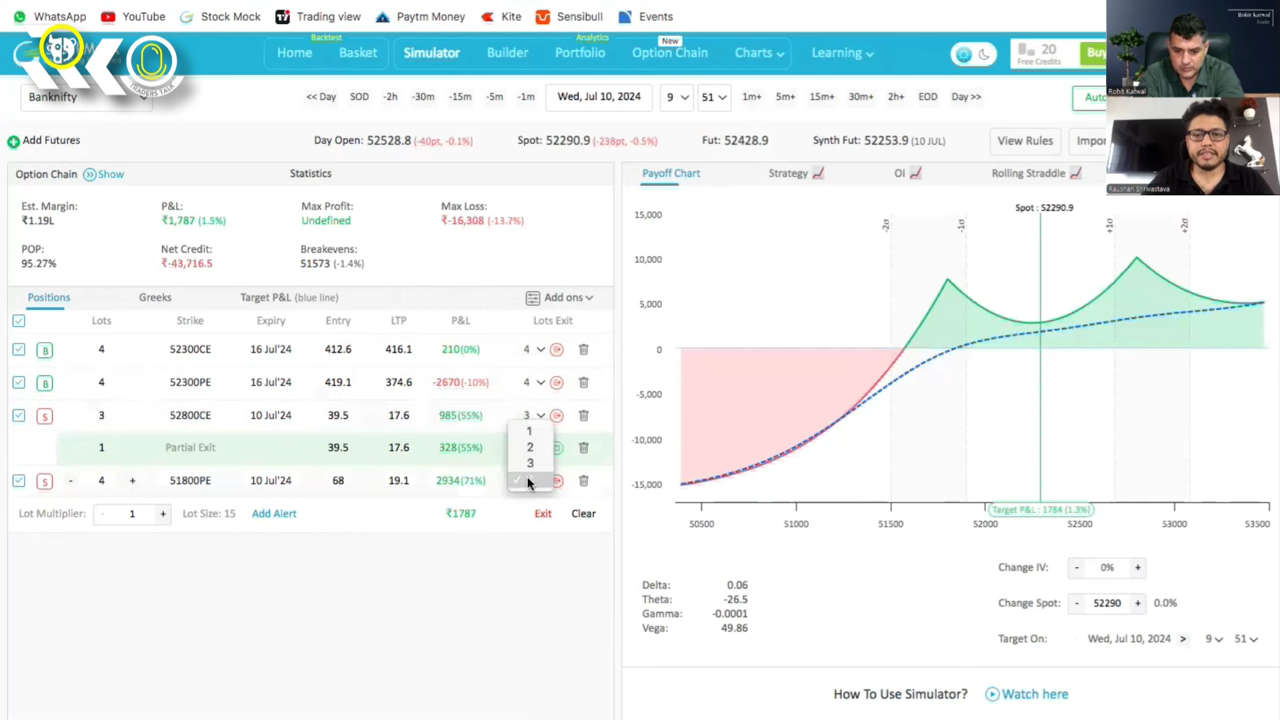 WhatsApp YouTube Stock Mock Trading view Paytm Money Kite Sensibull Events
Backtest Analytics New
Home Basket Simulator Builder Portfolio Option Chain Charts Learning 20 Free Credits
TRADERS TALK
Rohit Katwal
Rohit Katwal
Raushan Shrivastava
Banknifty << Day SOD -2h -30m -15m -5m -1m Wed, Jul 10, 2024 9 51 1m+ 5m+ 15m+ 30m+ 2h+ EOD Day >>
Add Futures Day Open: 52528.8 (-40pt, -0.1%) Spot: 52290.9 (-238pt, -0.5%) Fut: 52428.9 Synth Fut: 52253.9 (10 JUL) View Rules
Option Chain Show Statistics
Est. Margin: P&L: Max Profit: Max Loss:
₹1.19L ₹1,787 (1.5%) Undefined ₹-16,308 (-13.7%)
POP: Net Credit: Breakevens:
95.27% ₹-43,716.5 51573 (-1.4%)
Positions Greeks Target P&L (blue line) Add ons
Lots Strike Expiry Entry LTP P&L Lots Exit
B 4 52300CE 16 Jul'24 412.6 416.1 210(0%) 4
B 4 52300PE 16 Jul'24 419.1 374.6 -2670(-10%) 4
S 3 52800CE 10 Jul'24 39.5 17.6 985(55%) 3
1 Partial Exit 39.5 17.6 328(55%)
S - 4 + 51800PE 10 Jul'24 68 19.1 2934(71%)
1
2
3
Lot Multiplier: - 1 + Lot Size: 15 Add Alert ₹1787 Exit Clear
Payoff Chart Strategy OI Rolling Straddle
Spot : 52290.9
-2σ -1σ +1σ +2σ
15,000
10,000
5,000
0
-5,000
-10,000
-15,000
Target P&L: 1784 (1.3%)
50500 51000 51500 52000 52500 53000 53500
Delta: 0.06
Theta: -26.5
Gamma: -0.0001
Vega: 49.86
Change IV: - 0% +
Change Spot: - 52290 + 0.0%
Target On: Wed, Jul 10, 2024 > 9 51
How To Use Simulator? Watch here